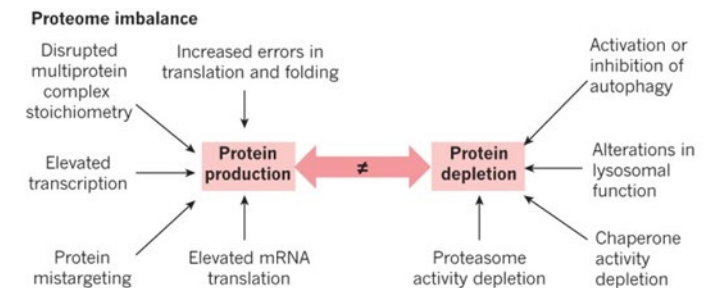 Proteome imbalance
Disrupted
multiprotein
complex
stoichiometry
Increased errors in
translation and folding
Activation or
inhibition of
autophagy
Elevated
transcription
Protein
production
≠
Protein
depletion
Alterations in
lysosomal
function
Protein
mistargeting
Elevated mRNA
translation
Proteasome
activity depletion
Chaperone
activity
depletion